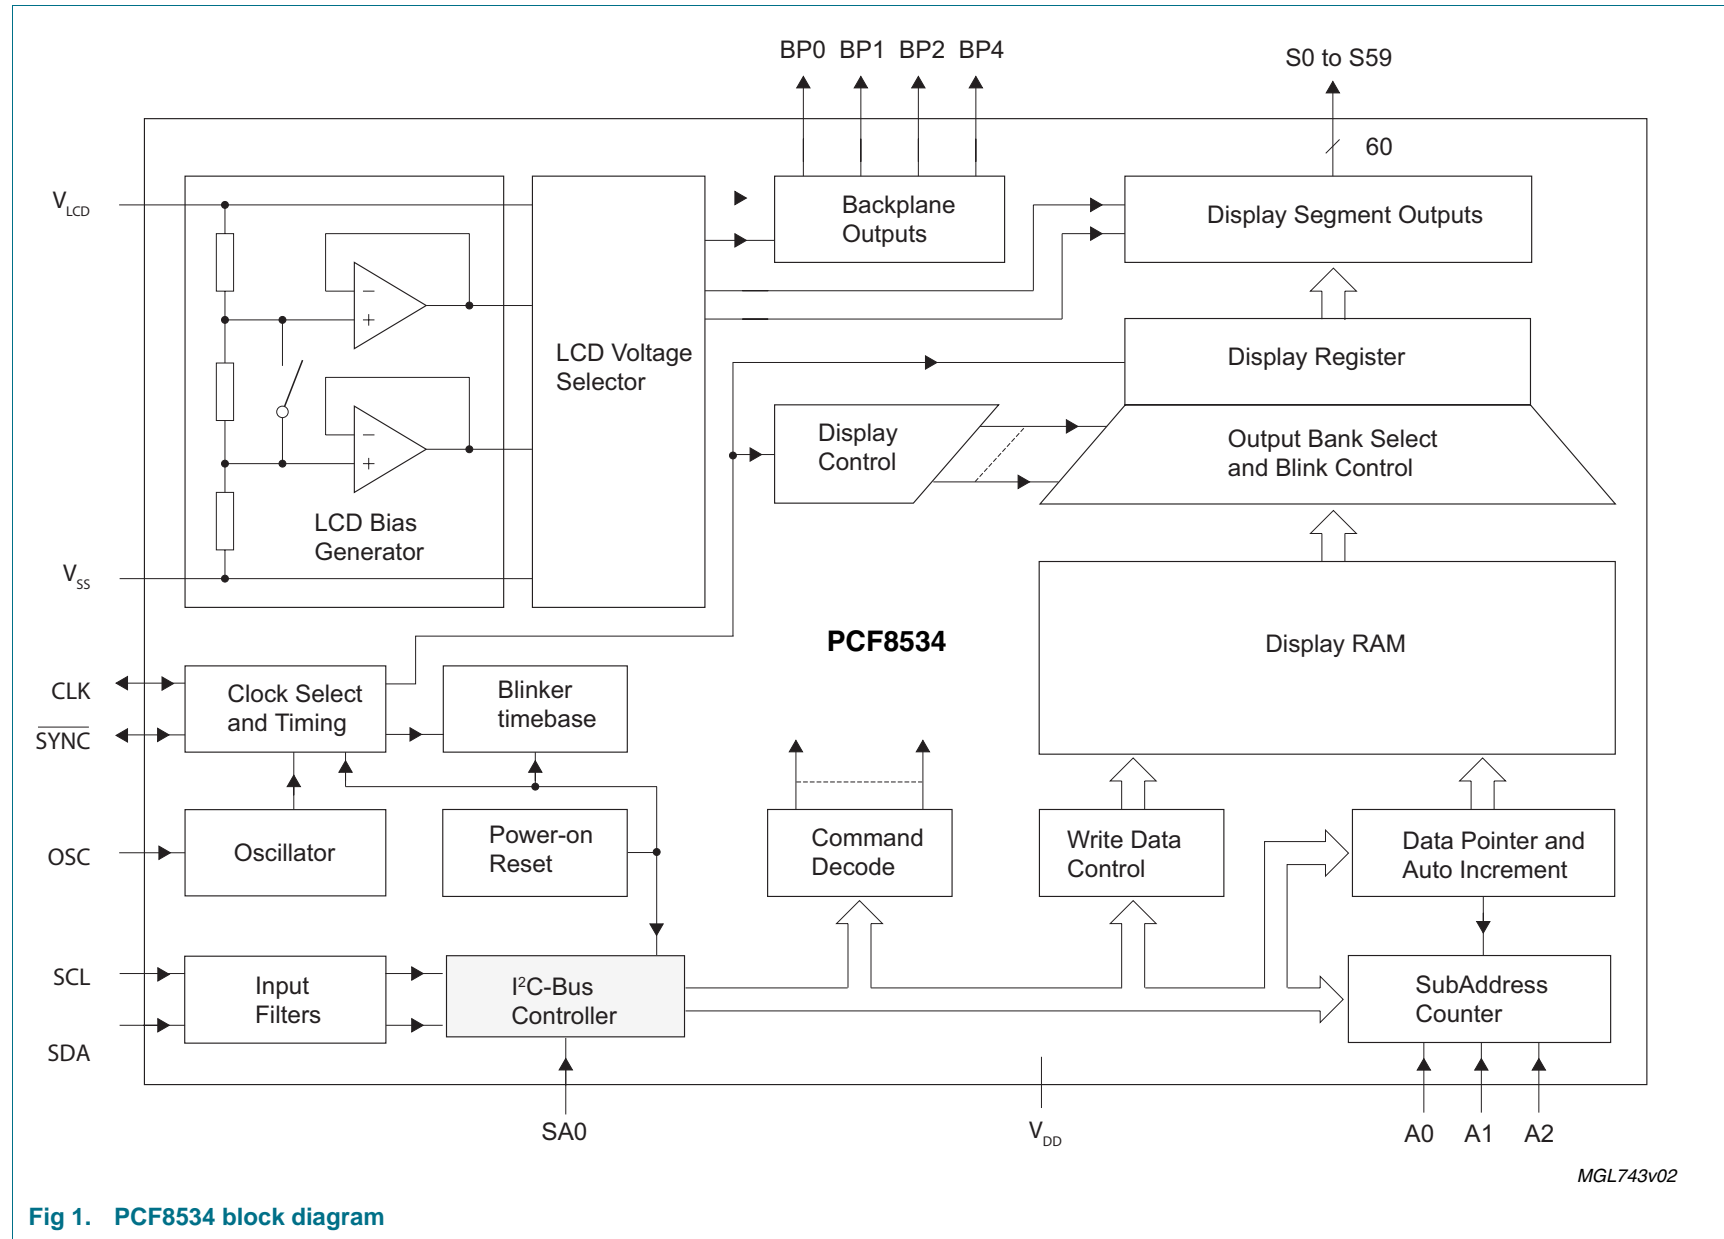 BP0 BP1 BP2 BP4
S0 to S59
60
V_LCD
Backplane
Outputs
Display Segment Outputs
LCD Voltage
Selector
Display Register
Display
Control
Output Bank Select
and Blink Control
LCD Bias
Generator
V_SS
PCF8534
Display RAM
CLK
SYNC
Clock Select
and Timing
Blinker
timebase
OSC
Oscillator
Power-on
Reset
Command
Decode
Write Data
Control
Data Pointer and
Auto Increment
SCL
SDA
Input
Filters
I²C-Bus
Controller
SubAddress
Counter
SA0
V_DD
A0 A1 A2
MGL743v02
Fig 1. PCF8534 block diagram